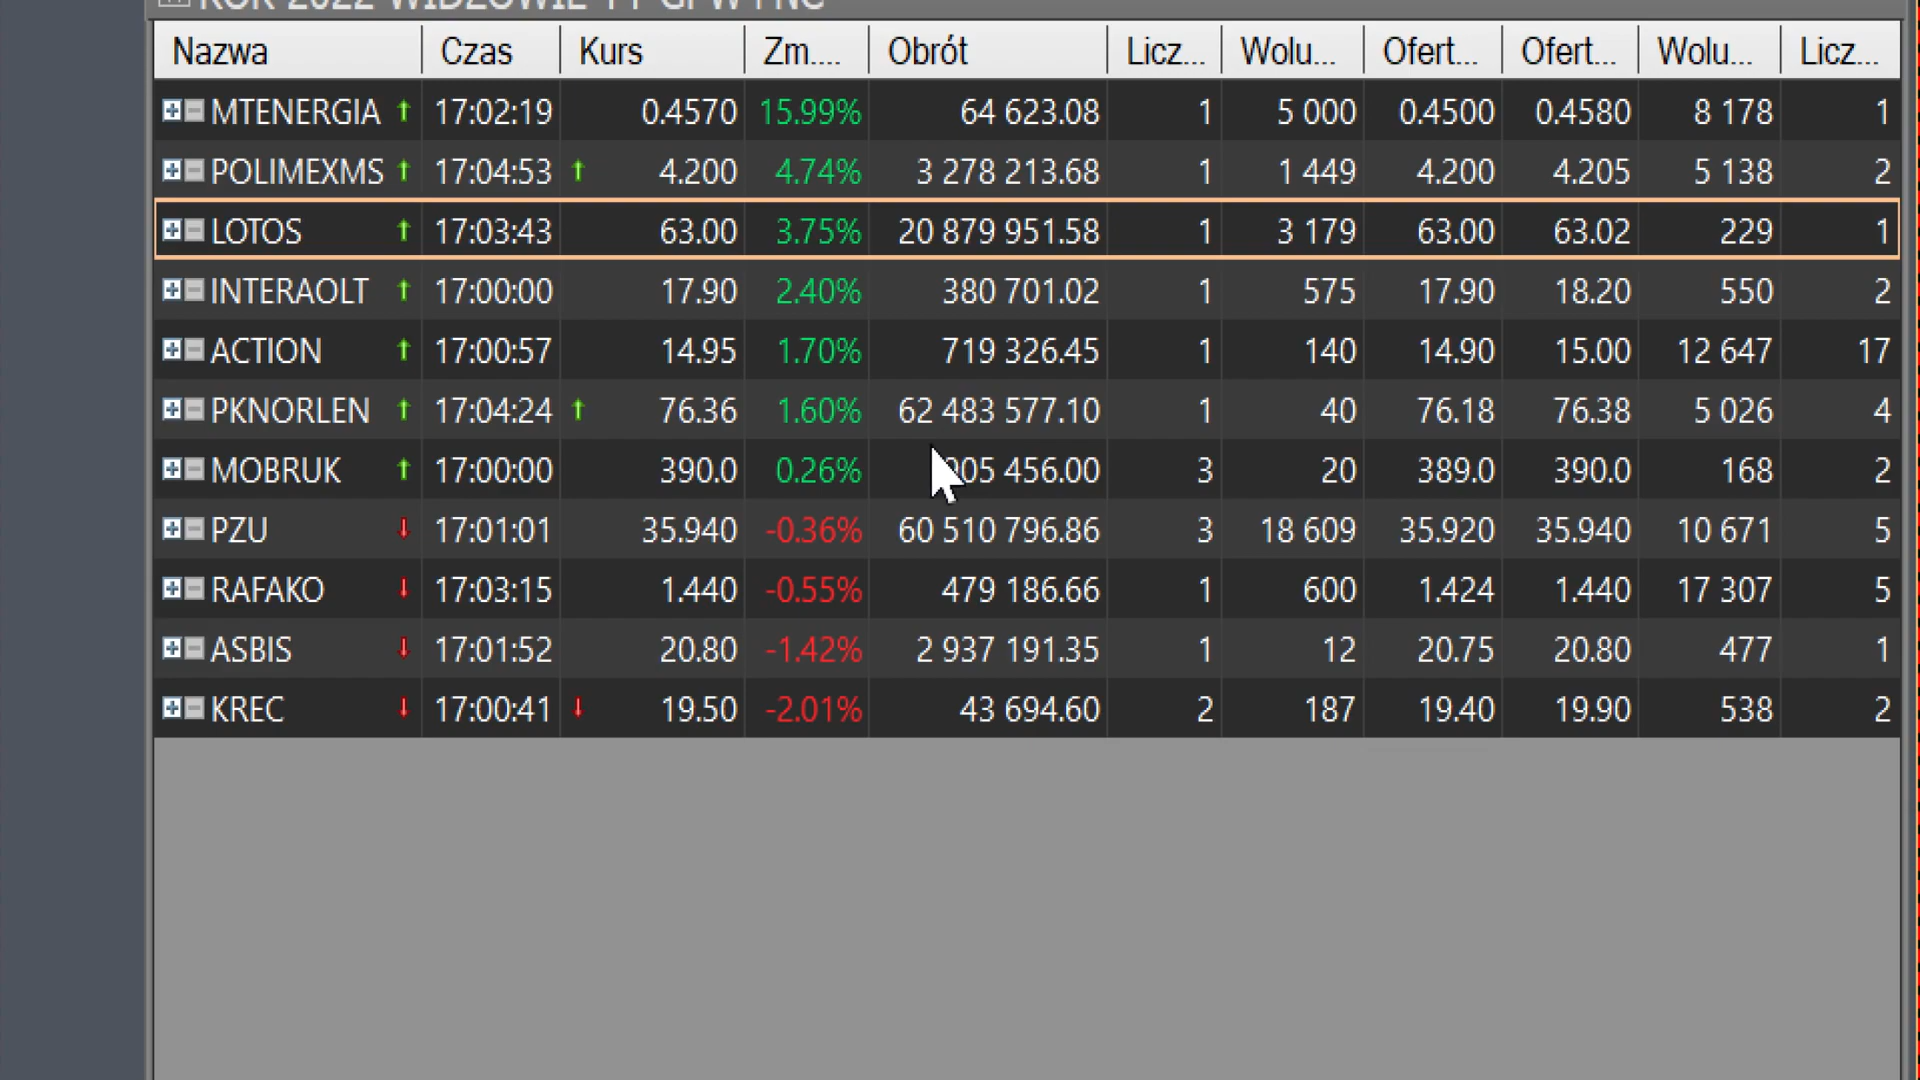 ROK 2022 WIDZOWIE YT GPW i NC
Nazwa Czas Kurs Zm.... Obrót Licz... Wolu... Ofert... Ofert... Wolu... Licz...
MTENERGIA 17:02:19 0.4570 15.99% 64 623.08 1 5 000 0.4500 0.4580 8 178 1
POLIMEXMS 17:04:53 4.200 4.74% 3 278 213.68 1 1 449 4.200 4.205 5 138 2
LOTOS 17:03:43 63.00 3.75% 20 879 951.58 1 3 179 63.00 63.02 229 1
INTERAOLT 17:00:00 17.90 2.40% 380 701.02 1 575 17.90 18.20 550 2
ACTION 17:00:57 14.95 1.70% 719 326.45 1 140 14.90 15.00 12 647 17
PKNORLEN 17:04:24 76.36 1.60% 62 483 577.10 1 40 76.18 76.38 5 026 4
MOBRUK 17:00:00 390.0 0.26% 05 456.00 3 20 389.0 390.0 168 2
PZU 17:01:01 35.940 -0.36% 60 510 796.86 3 18 609 35.920 35.940 10 671 5
RAFAKO 17:03:15 1.440 -0.55% 479 186.66 1 600 1.424 1.440 17 307 5
ASBIS 17:01:52 20.80 -1.42% 2 937 191.35 1 12 20.75 20.80 477 1
KREC 17:00:41 19.50 -2.01% 43 694.60 2 187 19.40 19.90 538 2